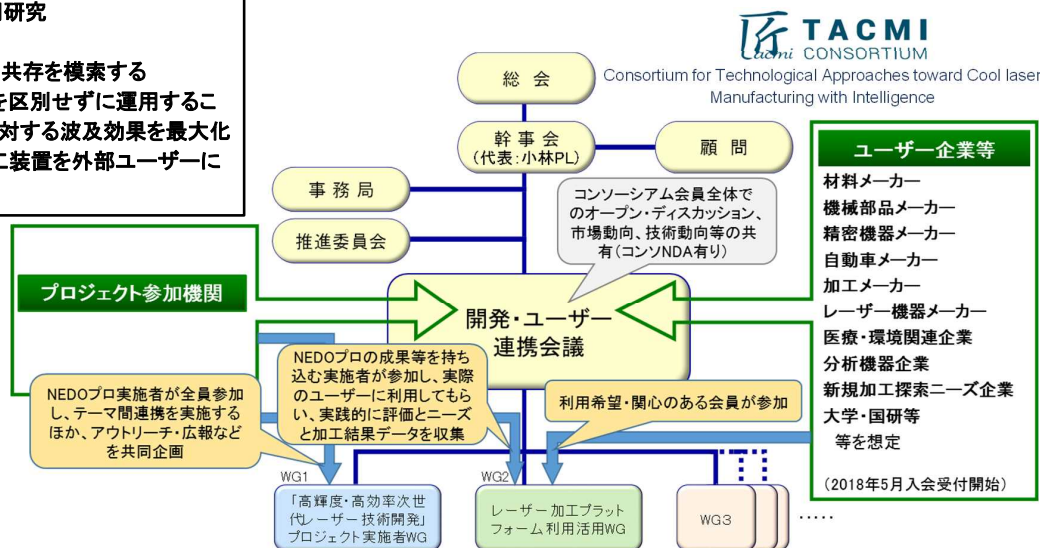 用研究
共存を模索する
を区別せずに運用するこ
対する波及効果を最大化
工装置を外部ユーザーに
匠 TACMI
Tacmi CONSORTIUM
Consortium for Technological Approaches toward Cool laser
Manufacturing with Intelligence
総 会
幹 事 会
(代表:小林PL)
顧 問
事 務 局
推進委員会
コンソーシアム会員全体で
のオープン・ディスカッション、
市場動向、技術動向等の共
有(コンソNDA有り)
プロジェクト参加機関
開発・ユーザー
連携会議
ユーザー企業等
材料メーカー
機械部品メーカー
精密機器メーカー
自動車メーカー
加工メーカー
レーザー機器メーカー
医療・環境関連企業
分析機器企業
新規加工探索ニーズ企業
大学・国研等
等を想定
(2018年5月入会受付開始)
NEDOプロ実施者が全員参加
し、テーマ間連携を実施する
ほか、アウトリーチ・広報など
を共同企画
NEDOプロの成果等を持ち
込む実施者が参加し、実際
のユーザーに利用してもら
い、実践的に評価とニーズ
と加工結果データを収集
利用希望・関心のある会員が参加
WG1
「高輝度・高効率次世
代レーザー技術開発」
プロジェクト実施者WG
WG2
レーザー加工プラット
フォーム利用活用WG
WG3
・・・・・